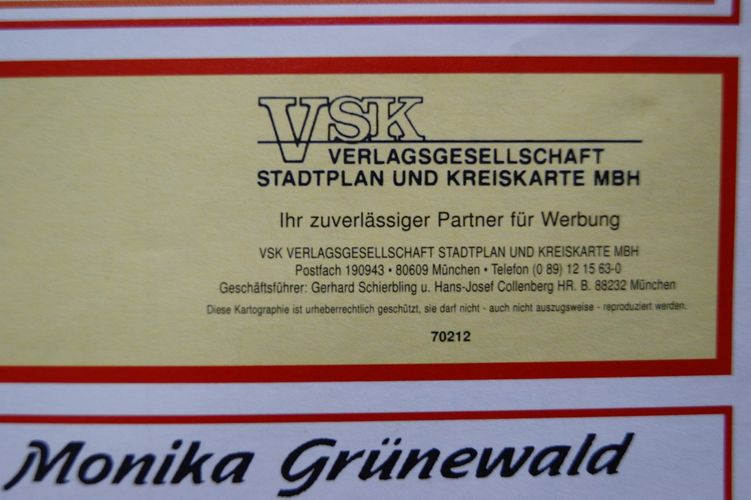 VSK
VERLAGSGESELLSCHAFT
STADTPLAN UND KREISKARTE MBH
Ihr zuverlässiger Partner für Werbung
VSK VERLAGSGESELLSCHAFT STADTPLAN UND KREISKARTE MBH
Postfach 190943 • 80609 München • Telefon (0 89) 12 15 63-0
Geschäftsführer: Gerhard Schierbling u. Hans-Josef Collenberg HR. B. 88232 München
Diese Kartographie ist urheberrechtlich geschützt, sie darf nicht - auch nicht auszugsweise - reproduziert werden.
70212
Monika Grünewald